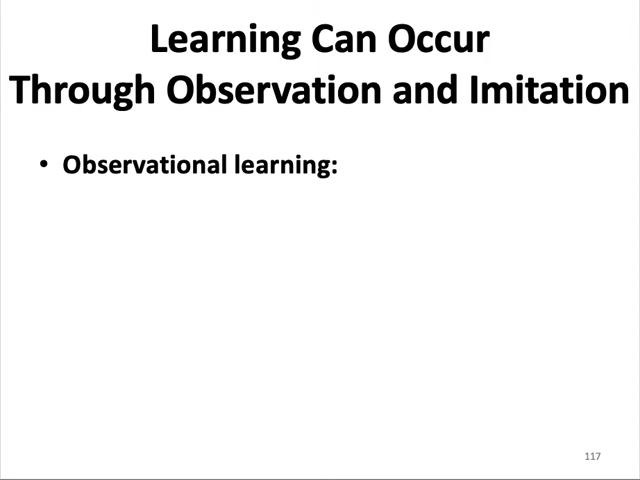 Learning Can Occur
Through Observation and Imitation
• Observational learning:
117